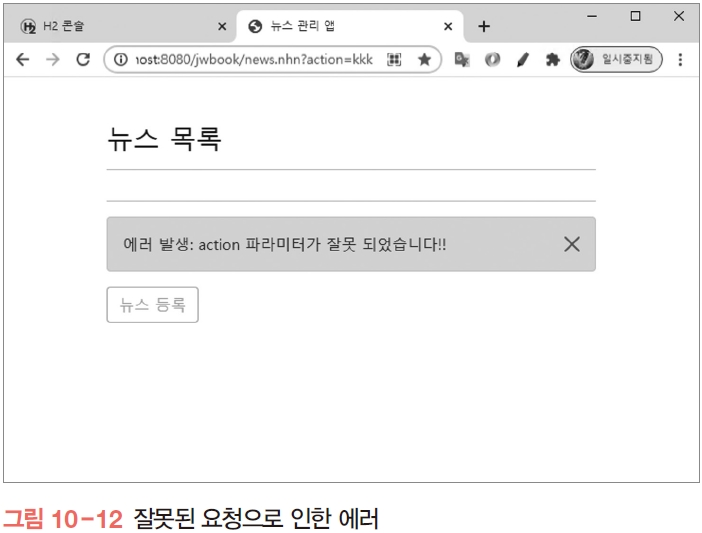 H2 콘솔
뉴스 관리 앱
ıost:8080/jwbook/news.nhn?action=kkk
일시중지됨
뉴스 목록
에러 발생: action 파라미터가 잘못 되었습니다!!
뉴스 등록
그림 10-12 잘못된 요청으로 인한 에러